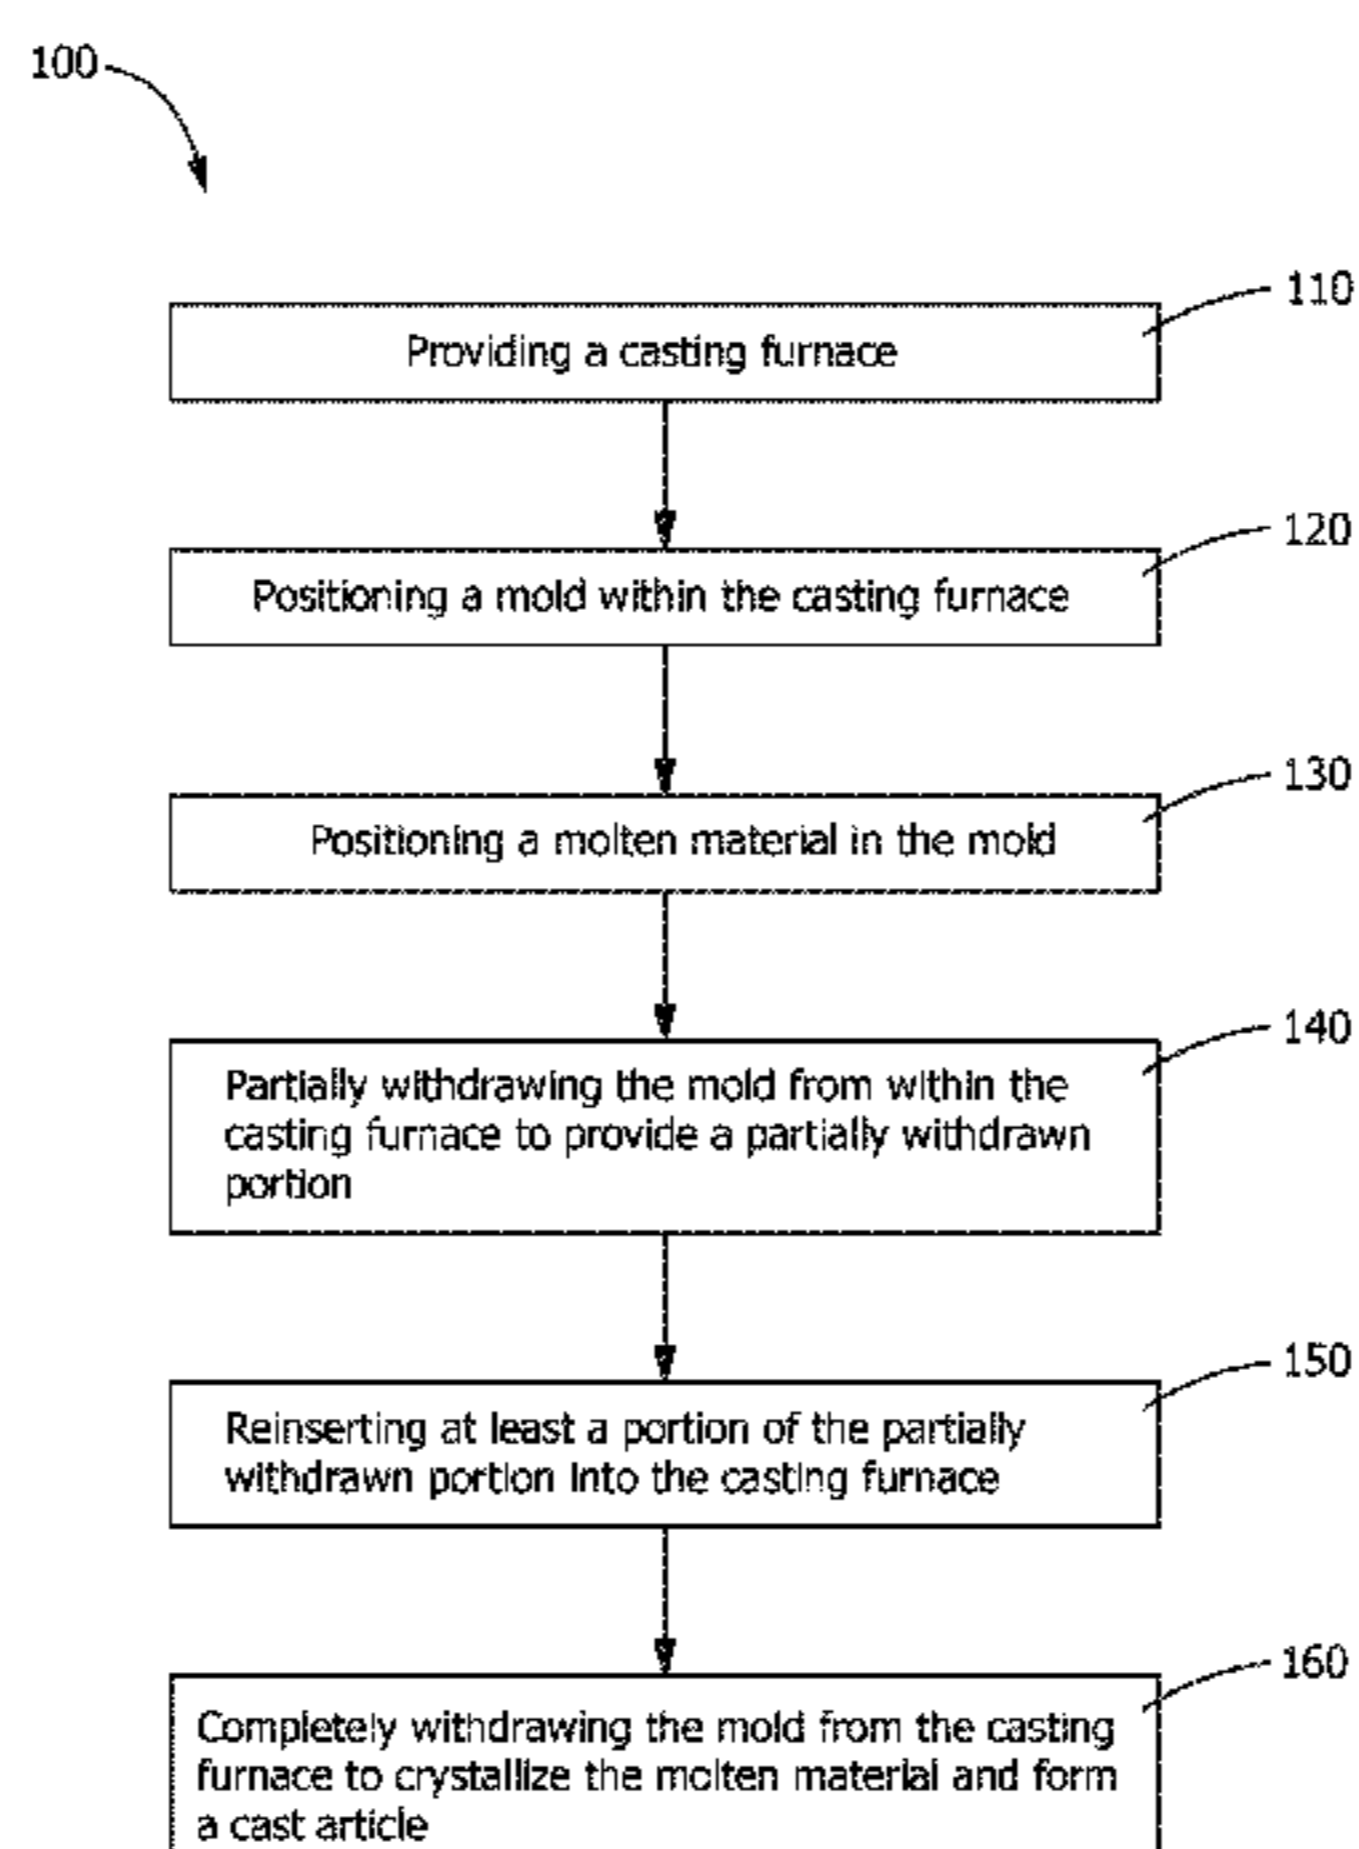 100
110
Providing a casting furnace
120
Positioning a mold within the casting furnace
130
Positioning a molten material in the mold
140
Partially withdrawing the mold from within the
casting furnace to provide a partially withdrawn
portion
150
Reinserting at least a portion of the partially
withdrawn portion into the casting furnace
160
Completely withdrawing the mold from the casting
furnace to crystallize the molten material and form
a cast article